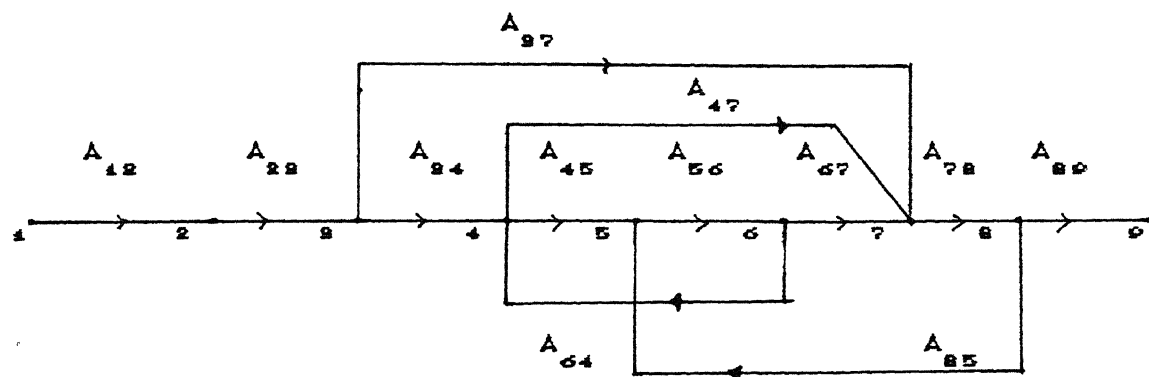 A₃₇
A₄₇
A₁₂ A₂₃ A₃₄ A₄₅ A₅₆ A₆₇ A₇₈ A₈₉
1 2 3 4 5 6 7 8 9
A₆₄ A₈₅